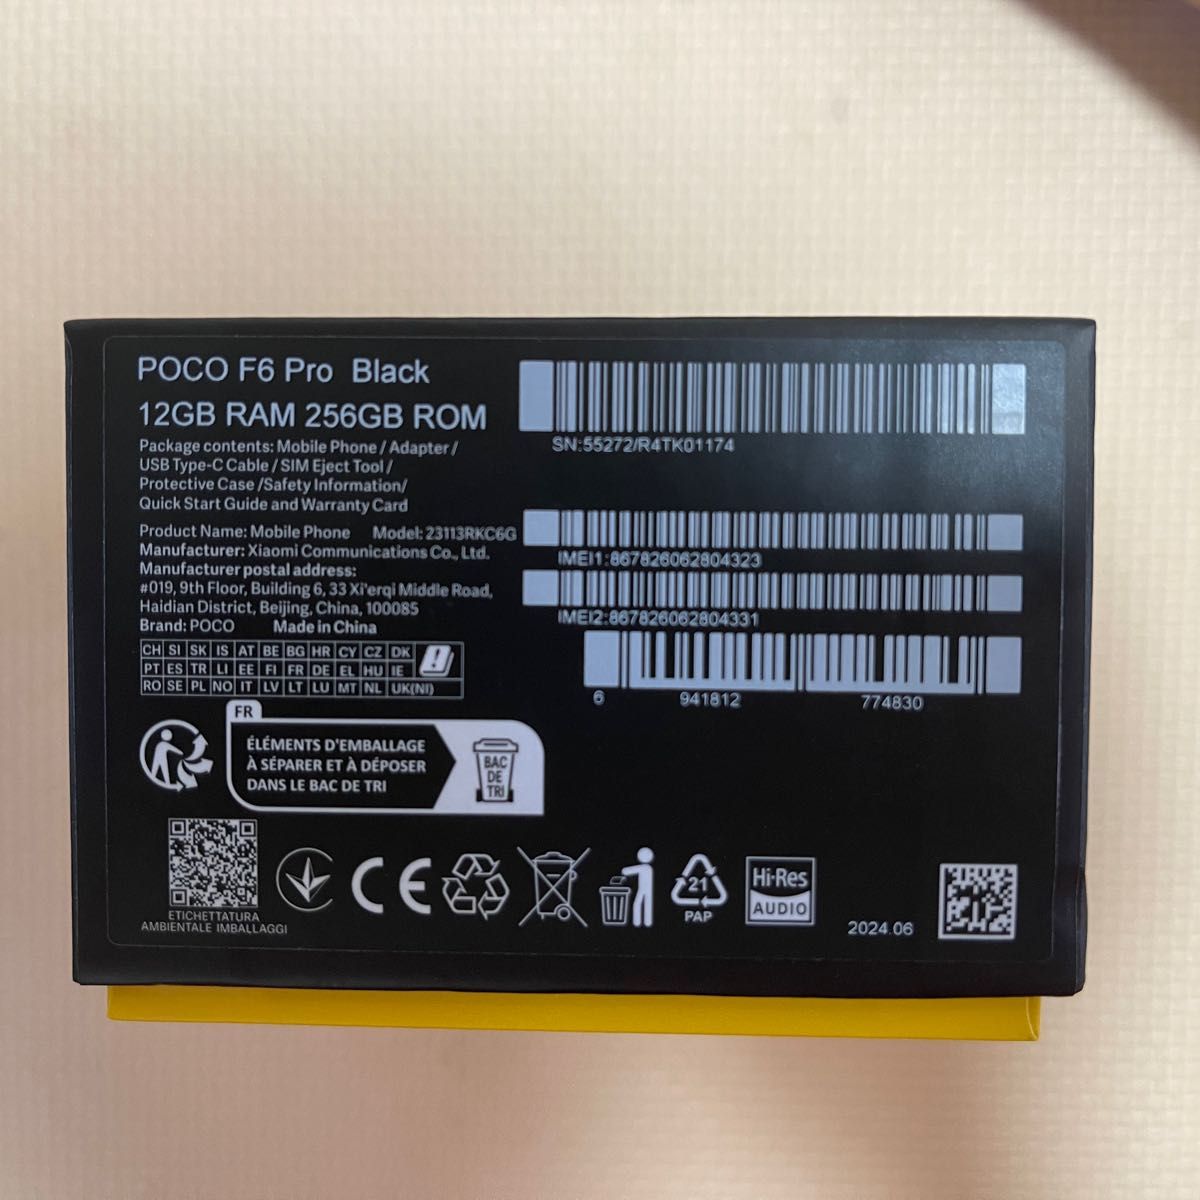 POCO F6 Pro Black
12GB RAM 256GB ROM
Package contents: Mobile Phone / Adapter /
USB Type-C Cable / SIM Eject Tool /
Protective Case /Safety Information/
Quick Start Guide and Warranty Card
Product Name: Mobile Phone Model: 23113RKC6G
Manufacturer: Xiaomi Communications Co., Ltd.
Manufacturer postal address:
#019, 9th Floor, Building 6, 33 Xi'erqi Middle Road,
Haidian District, Beijing, China, 100085
Brand: POCO Made in China
CH SI SK IS AT BE BG HR CY CZ DK
PT ES TR LI EE FI FR DE EL HU IE
RO SE PL NO IT LV LT LU MT NL UK(NI)
SN:55272/R4TK01174
IMEI1:867826062804323
IMEI2:867826062804331
6 941812 774830
FR
ÉLÉMENTS D'EMBALLAGE
À SÉPARER ET À DÉPOSER
DANS LE BAC DE TRI
BAC
DE
TRI
ETICHETTATURA
AMBIENTALE IMBALLAGGI
CE
21
PAP
Hi-Res
AUDIO
2024.06